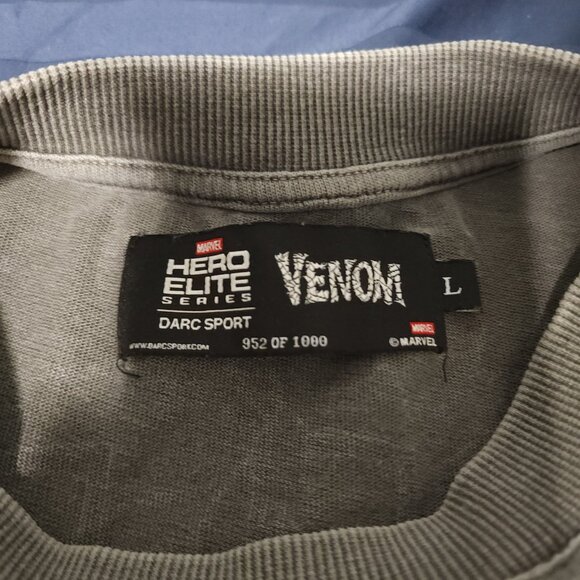 MARVEL
HERO
ELITE
SERIES
DARC SPORT
WWW.DARCSPORT.COM
VENOM
952 OF 1000
L
MARVEL
© MARVEL